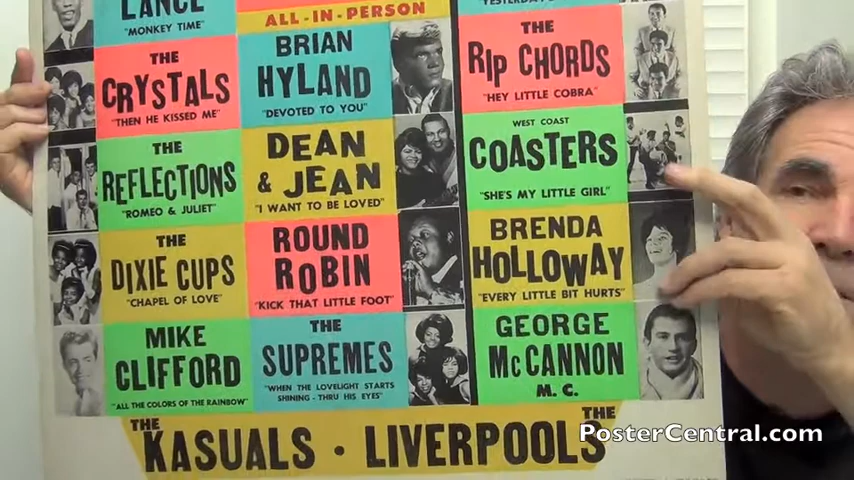 LANCE
"MONKEY TIME"
THE
CRYSTALS
"THEN HE KISSED ME"
THE
REFLECTIONS
"ROMEO & JULIET"
THE
DIXIE CUPS
"CHAPEL OF LOVE"
MIKE
CLIFFORD
"ALL THE COLORS OF THE RAINBOW"
ALL-IN-PERSON
BRIAN
HYLAND
"DEVOTED TO YOU"
DEAN
& JEAN
"I WANT TO BE LOVED"
ROUND
ROBIN
"KICK THAT LITTLE FOOT"
THE
SUPREMES
"WHEN THE LOVELIGHT STARTS
SHINING - THRU HIS EYES"
THE
RIP CHORDS
"HEY LITTLE COBRA"
WEST COAST
COASTERS
"SHE'S MY LITTLE GIRL"
BRENDA
HOLLOWAY
"EVERY LITTLE BIT HURTS"
GEORGE
McCANNON
M. C.
THE KASUALS • THE LIVERPOOLS
PosterCentral.com